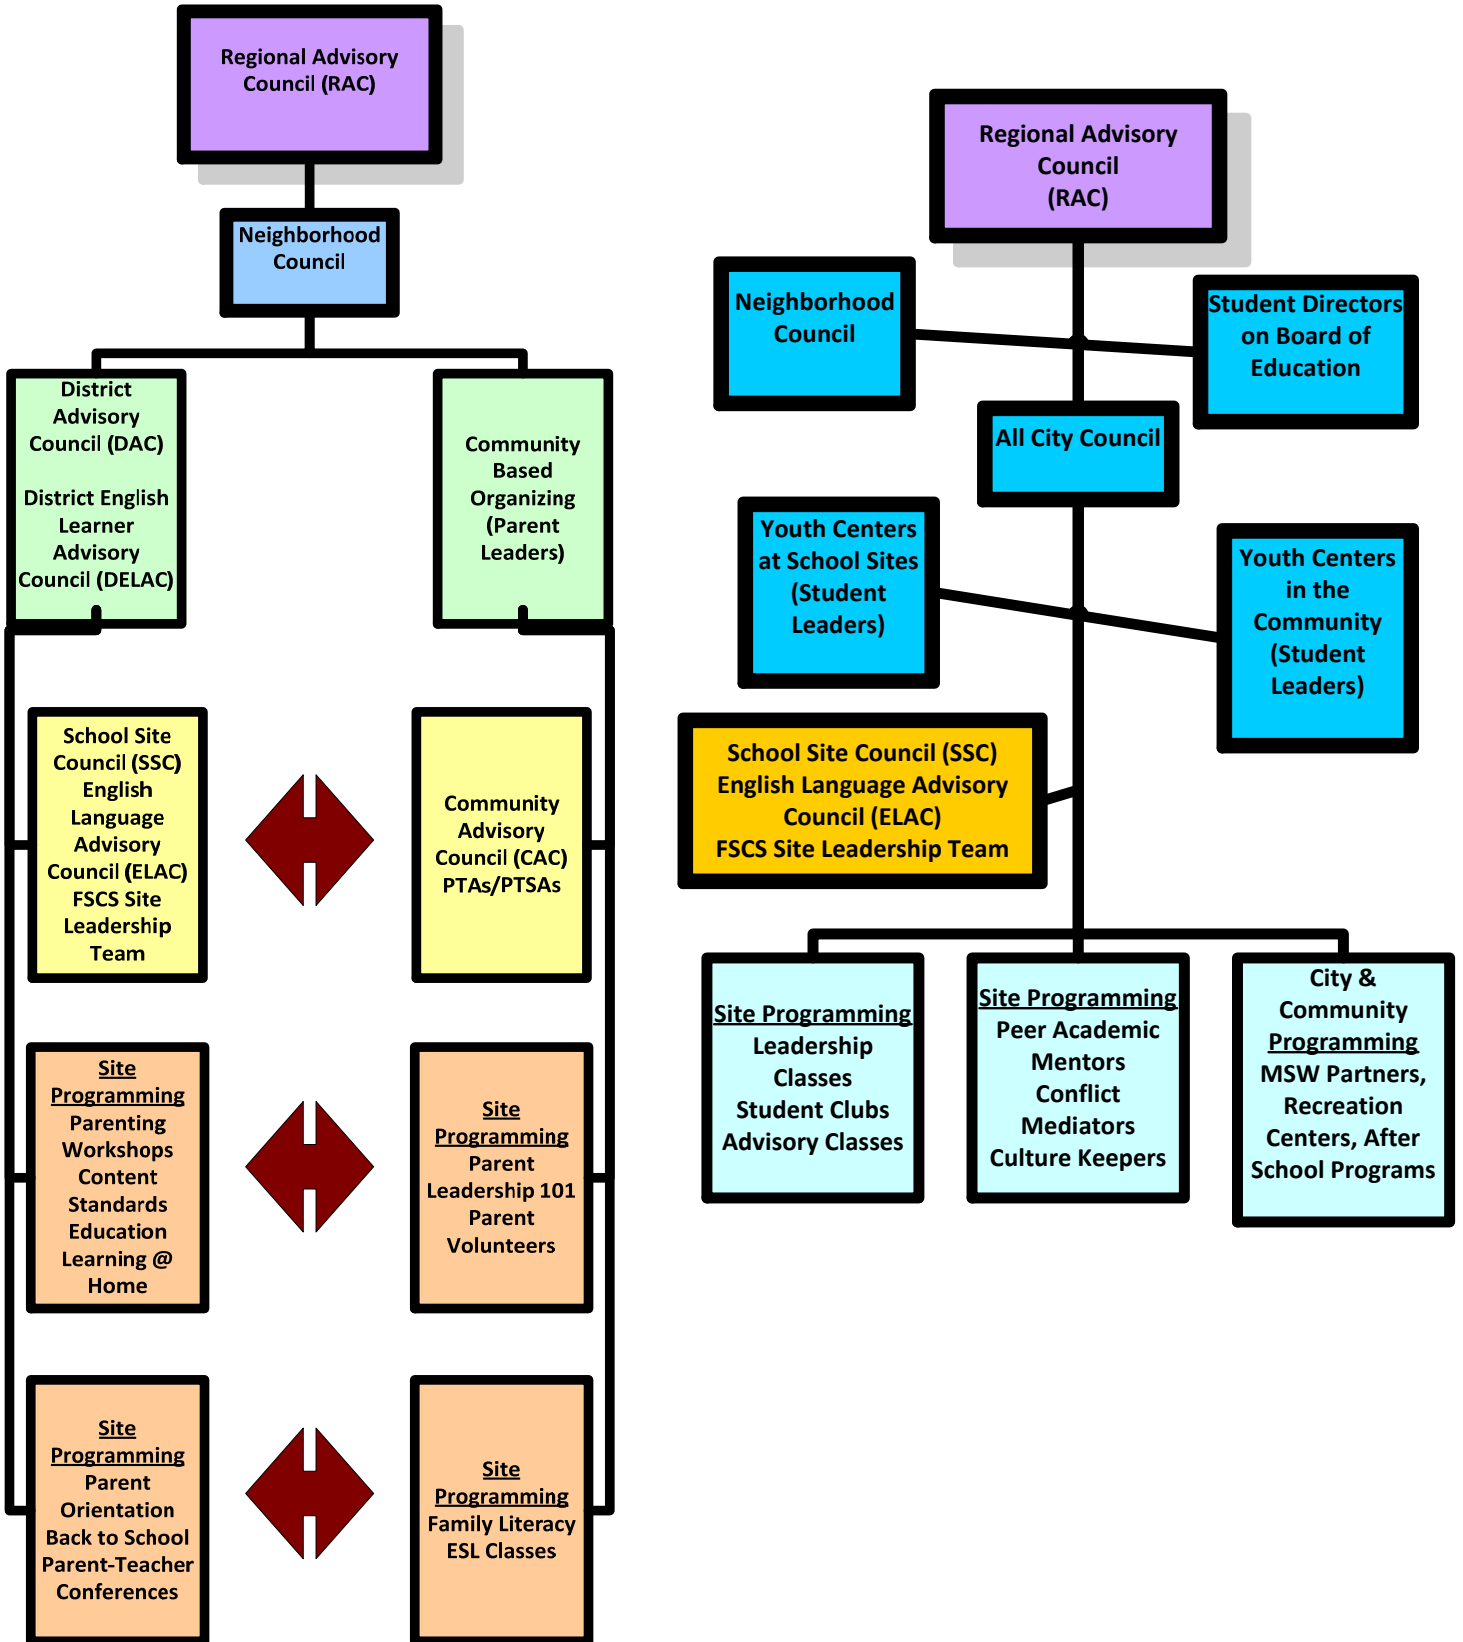 Regional Advisory
Council (RAC)
Neighborhood
Council
District
Advisory
Council (DAC)
District English
Learner
Advisory
Council (DELAC)
Community
Based
Organizing
(Parent
Leaders)
School Site
Council (SSC)
English
Language
Advisory
Council (ELAC)
FSCS Site
Leadership
Team
Community
Advisory
Council (CAC)
PTAs/PTSAs
Site
Programming
Parenting
Workshops
Content
Standards
Education
Learning @
Home
Site
Programming
Parent
Leadership 101
Parent
Volunteers
Site
Programming
Parent
Orientation
Back to School
Parent-Teacher
Conferences
Site
Programming
Family Literacy
ESL Classes
Regional Advisory
Council
(RAC)
Neighborhood
Council
Student Directors
on Board of
Education
All City Council
Youth Centers
at School Sites
(Student
Leaders)
Youth Centers
in the
Community
(Student
Leaders)
School Site Council (SSC)
English Language Advisory
Council (ELAC)
FSCS Site Leadership Team
Site Programming
Leadership
Classes
Student Clubs
Advisory Classes
Site Programming
Peer Academic
Mentors
Conflict
Mediators
Culture Keepers
City &
Community
Programming
MSW Partners,
Recreation
Centers, After
School Programs